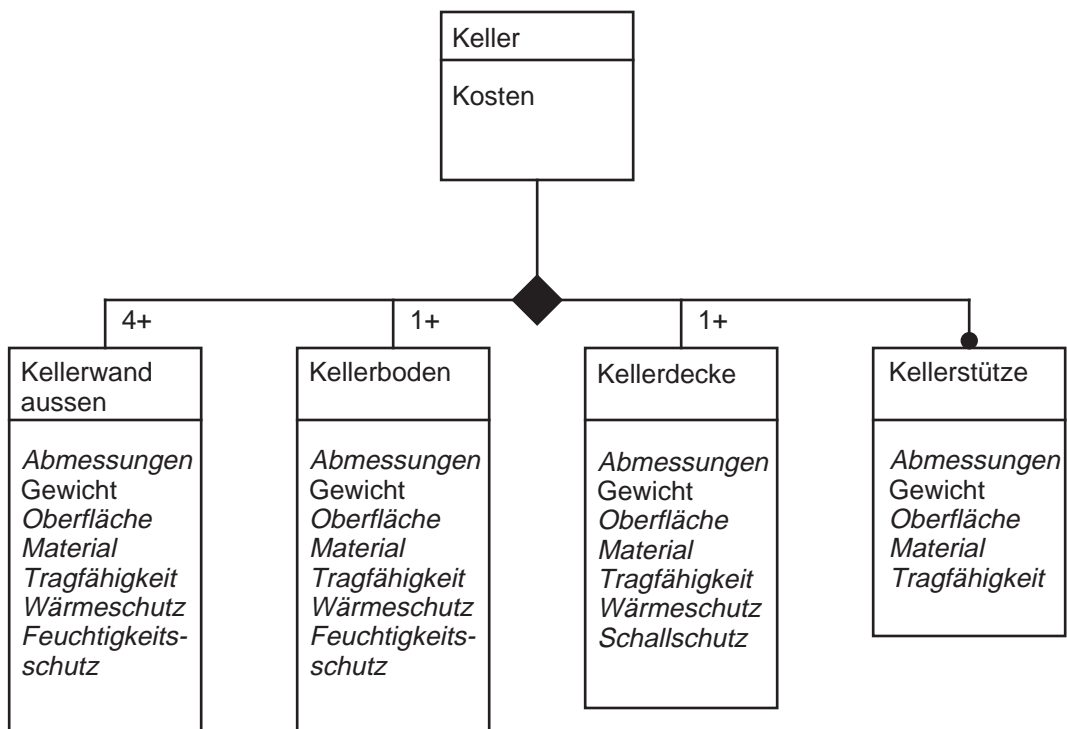 Keller
Kosten
4+
1+
1+
Kellerwand
aussen
Abmessungen
Gewicht
Oberfläche
Material
Tragfähigkeit
Wärmeschutz
Feuchtigkeits-
schutz
Kellerboden
Abmessungen
Gewicht
Oberfläche
Material
Tragfähigkeit
Wärmeschutz
Feuchtigkeits-
schutz
Kellerdecke
Abmessungen
Gewicht
Oberfläche
Material
Tragfähigkeit
Wärmeschutz
Schallschutz
Kellerstütze
Abmessungen
Gewicht
Oberfläche
Material
Tragfähigkeit